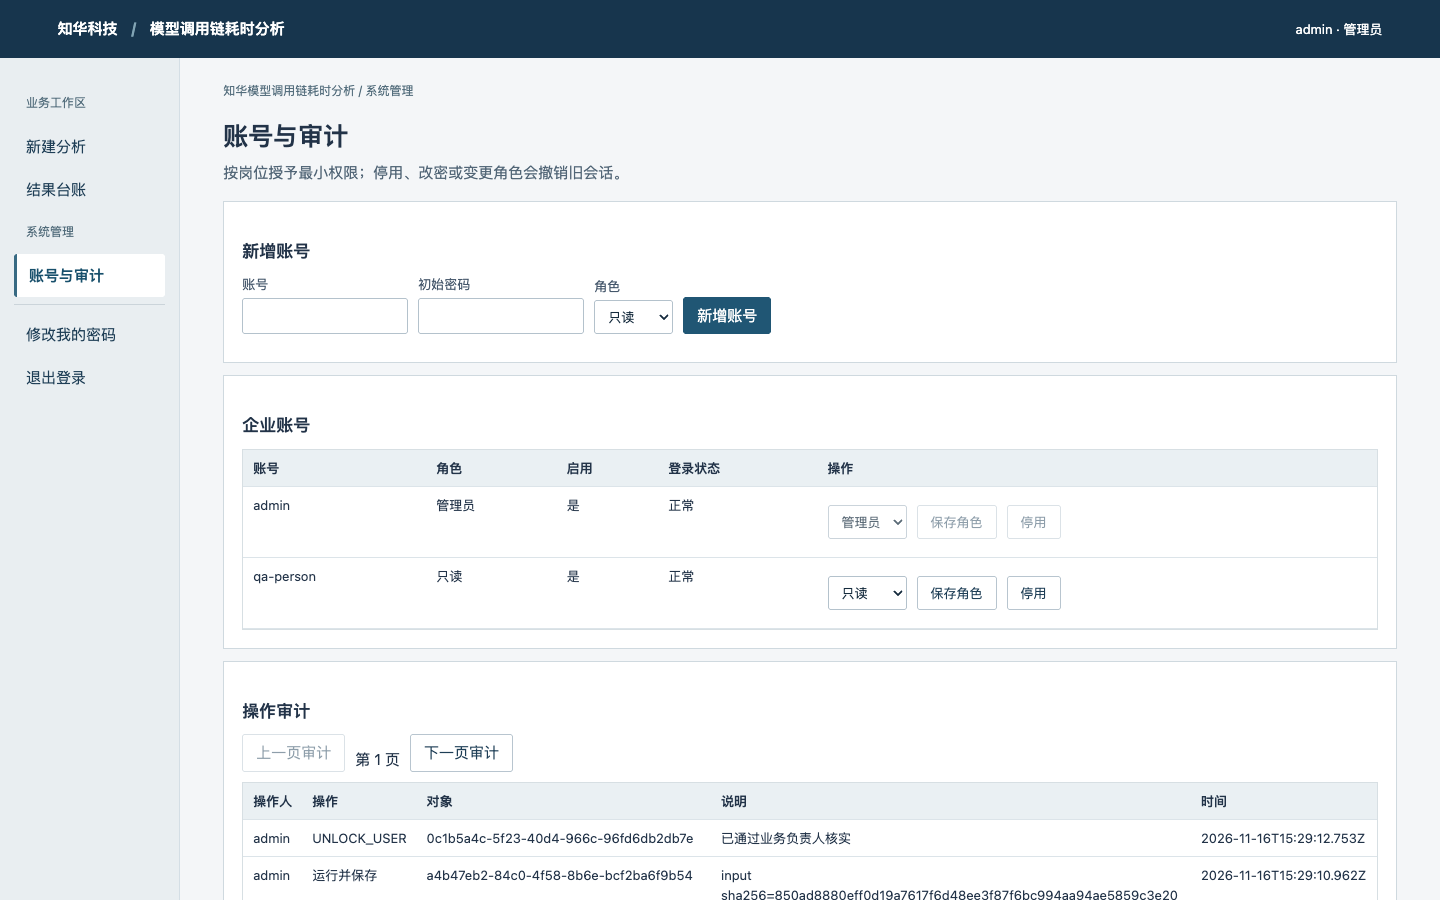 知华科技 / 模型调用链耗时分析
admin · 管理员
业务工作区
新建分析
结果台账
系统管理
账号与审计
修改我的密码
退出登录
知华模型调用链耗时分析 / 系统管理
账号与审计
按岗位授予最小权限；停用、改密或变更角色会撤销旧会话。
新增账号
账号 初始密码 角色
只读 新增账号
企业账号
账号 角色 启用 登录状态 操作
admin 管理员 是 正常 管理员 保存角色 停用
qa-person 只读 是 正常 只读 保存角色 停用
操作审计
上一页审计 第 1 页 下一页审计
操作人 操作 对象 说明 时间
admin UNLOCK_USER 0c1b5a4c-5f23-40d4-966c-96fd6db2db7e 已通过业务负责人核实 2026-11-16T15:29:12.753Z
admin 运行并保存 a4b47eb2-84c0-4f58-8b6e-bcf2ba6f9b54 input 2026-11-16T15:29:10.962Z
sha256=850ad8880eff0d19a7617f6d48ee3f87f6bc994aa94ae5859c3e20